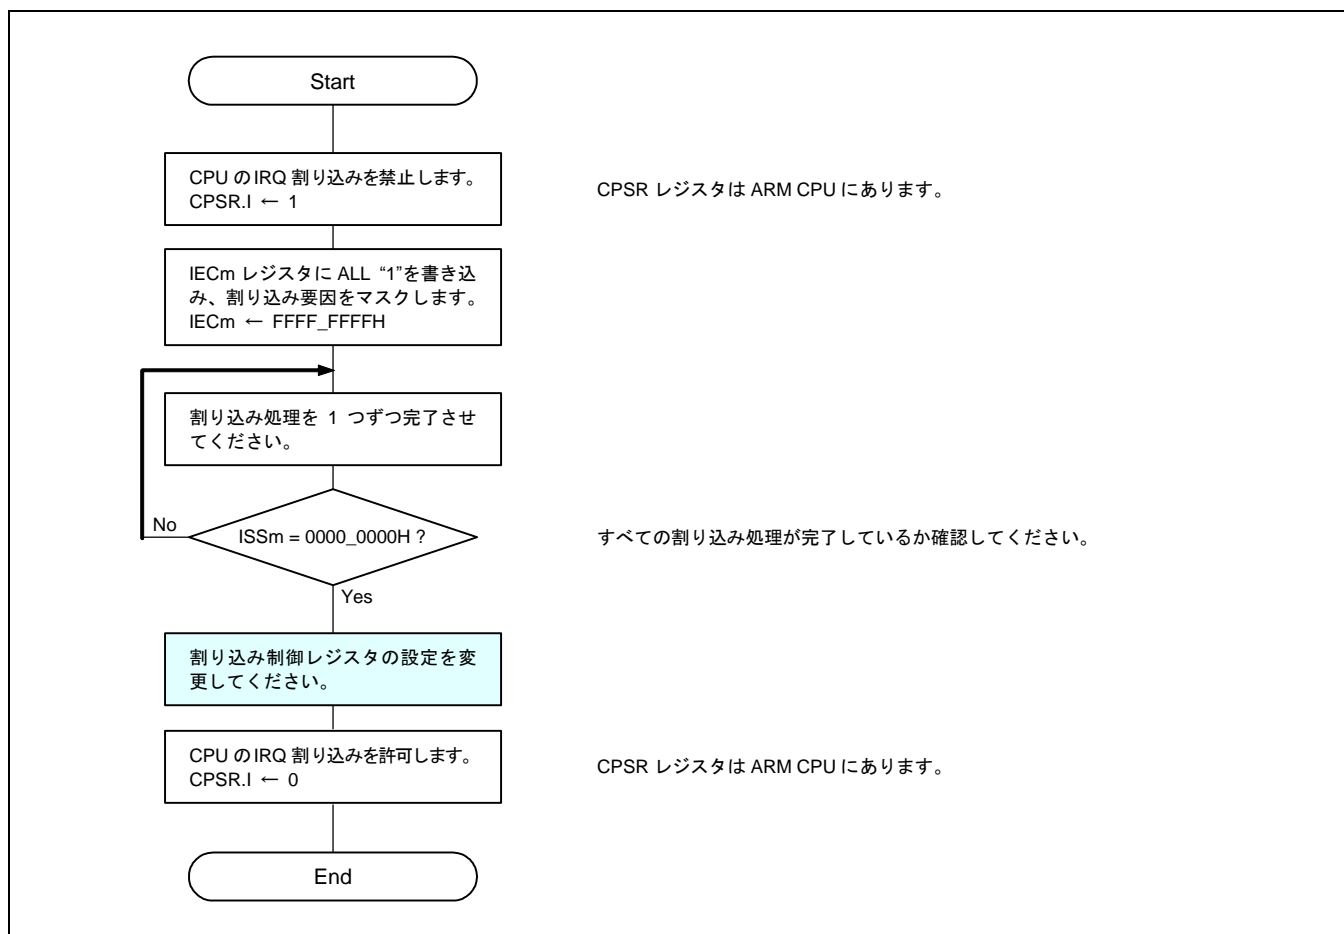 Start
CPU のIRQ 割り込みを禁止します。
CPSR.I ← 1
CPSR レジスタは ARM CPU にあります。
IECm レジスタに ALL “1”を書き込
み、割り込み要因をマスクします。
IECm ← FFFF_FFFFH
割り込み処理を 1 つずつ完了させ
てください。
No
ISSm = 0000_0000H ?
すべての割り込み処理が完了しているか確認してください。
Yes
割り込み制御レジスタの設定を変
更してください。
CPU のIRQ 割り込みを許可します。
CPSR.I ← 0
CPSR レジスタは ARM CPU にあります。
End